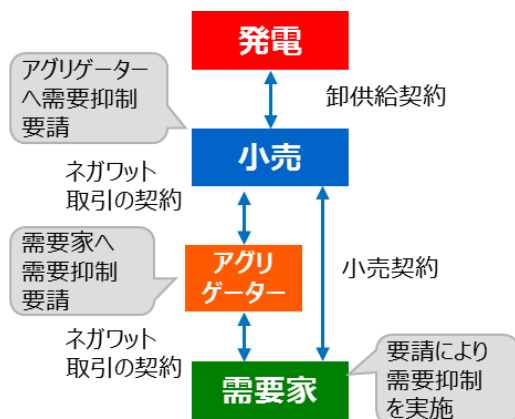 発電
アグリゲーター
へ需要抑制
要請
卸供給契約
小売
ネガワット
取引の契約
需要家へ
需要抑制
要請
アグリ
ゲーター
小売契約
ネガワット
取引の契約
需要家
要請により
需要抑制
を実施